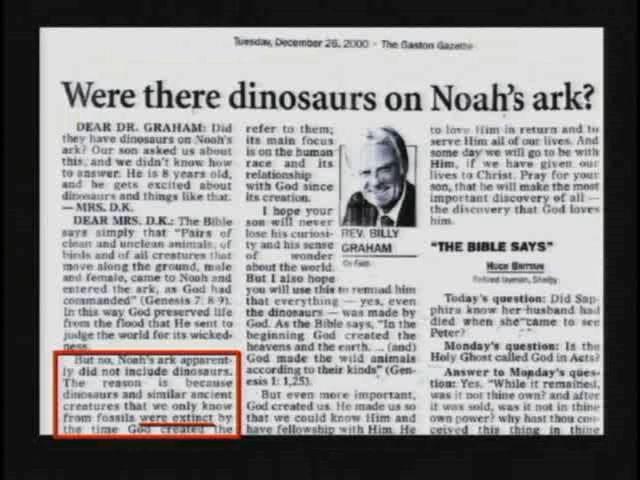 Tuesday, December 26, 2000 - The Gaston Gazette
Were there dinosaurs on Noah's ark?
DEAR DR. GRAHAM: Did
they have dinosaurs on Noah's
ark? Our son asked us about
this, and we didn't know how
to answer. He is 8 years old,
and he gets excited about
dinosaurs and things like that.
— MRS. D.K.
DEAR MRS. D.K.: The Bible
says simply that "Pairs of
clean and unclean animals, of
birds and of all creatures that
move along the ground, male
and female, came to Noah and
entered the ark, as God had
commanded" (Genesis 7: 8-9).
In this way God preserved life
from the flood that He sent to
judge the world for its wicked-
ness.
But no, Noah's ark apparent-
ly did not include dinosaurs.
The reason is because
dinosaurs and similar ancient
creatures that we only know
from fossils were extinct by
the time God created the
refer to them;
its main focus
is on the human
race and its
relationship
with God since
its creation.
I hope your
son will never
lose his curiosi-
ty and his sense
of wonder
about the world.
But I also hope
you will use this to remind him
that everything — yes, even
the dinosaurs — was made by
God. As the Bible says, "In the
beginning God created the
heavens and the earth. ... (and)
God made the wild animals
according to their kinds" (Gen-
esis 1: 1,25).
But even more important,
God created us. He made us so
that we could know Him and
have fellowship with Him. He
REV. BILLY
GRAHAM
On Faith
to love Him in return and to
serve Him all of our lives. And
some day we will go to be with
Him, if we have given our
lives to Christ. Pray for your
son, that he will make the most
important discovery of all —
the discovery that God loves
him.
"THE BIBLE SAYS"
Retired layman, Shelby
Today's question: Did Sap-
phira know her husband had
died when she came to see
Peter?
Monday's question: Is the
Holy Ghost called God in Acts?
Answer to Monday's ques-
tion: Yes. "While it remained,
was it not thine own? and after
it was sold, was it not in thine
own power? why hast thou con-
ceived this thing in thine